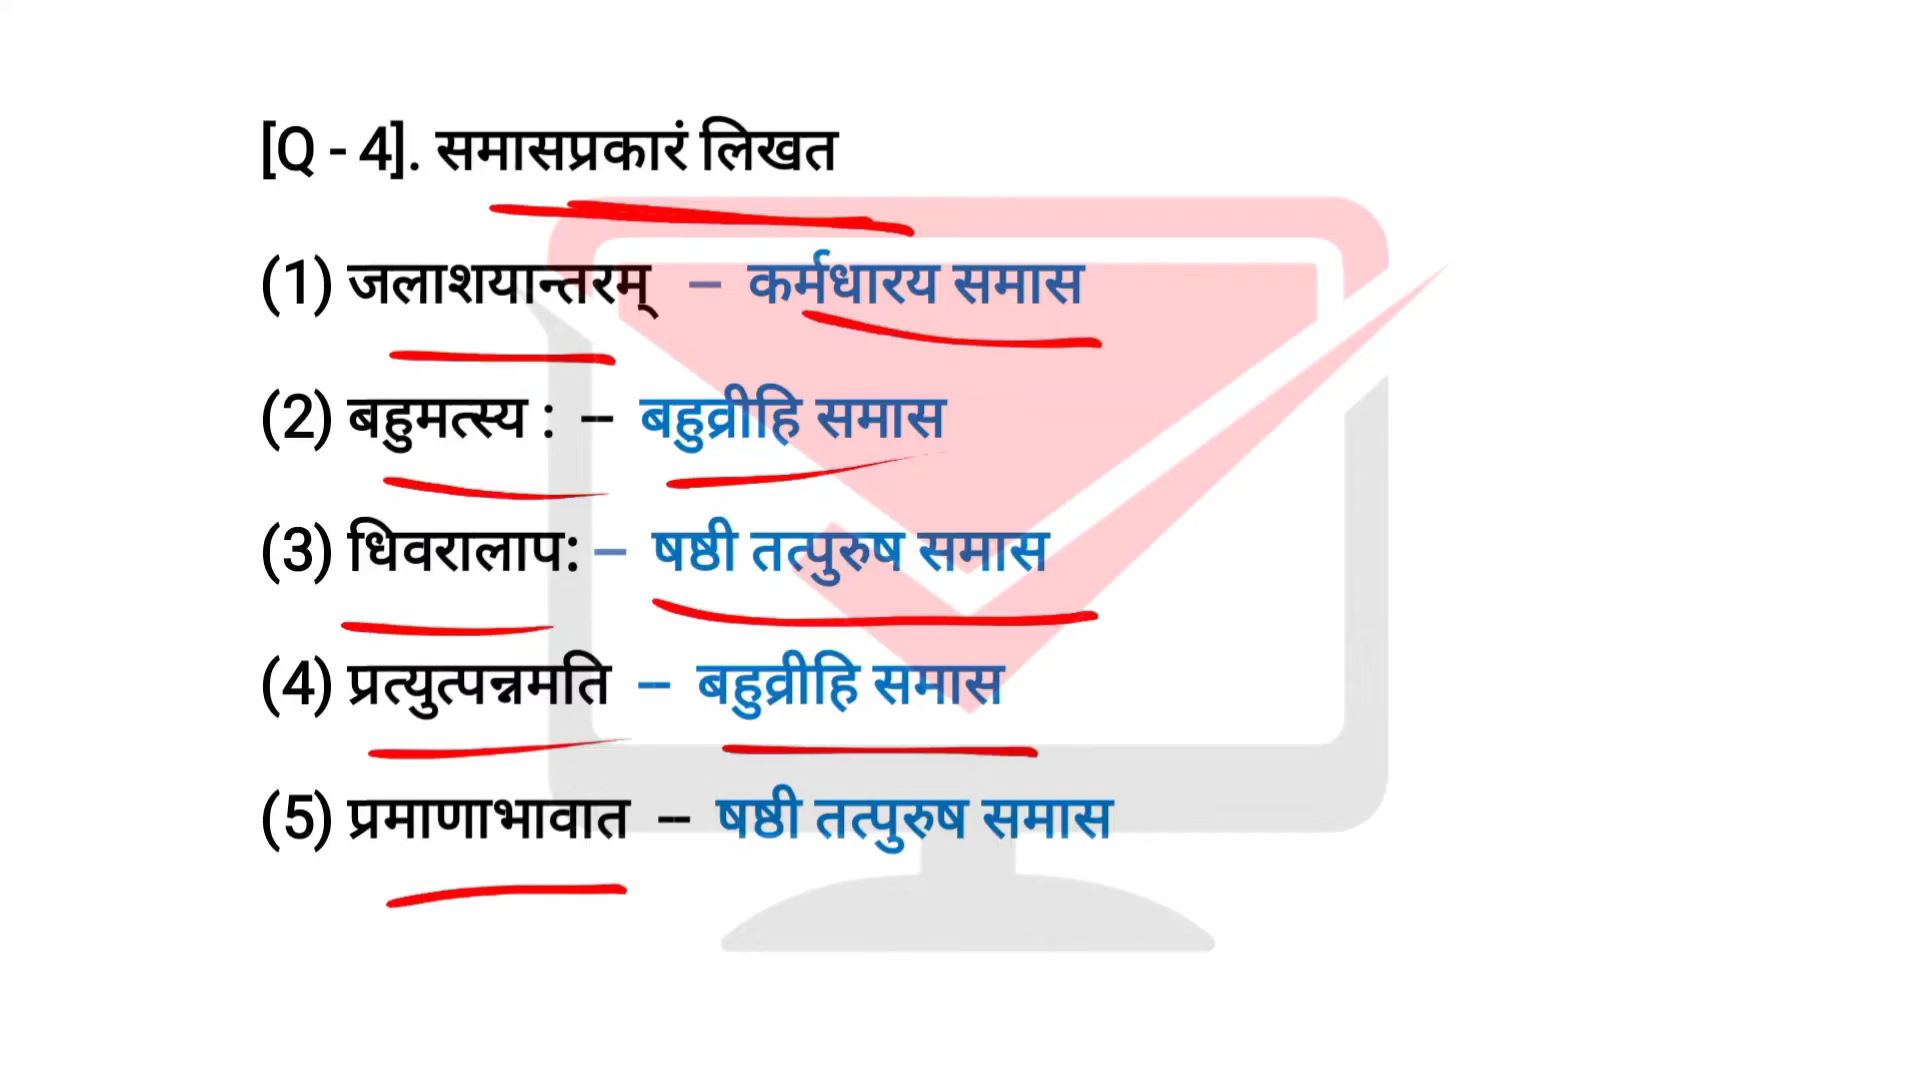 [Q - 4]. समासप्रकारं लिखत
(1) जलाशयान्तरम् – कर्मधारय समास
(2) बहुमत्स्य : -- बहुव्रीहि समास
(3) धिवरालाप: – षष्ठी तत्पुरुष समास
(4) प्रत्युत्पन्नमति -- बहुव्रीहि समास
(5) प्रमाणाभावात -- षष्ठी तत्पुरुष समास